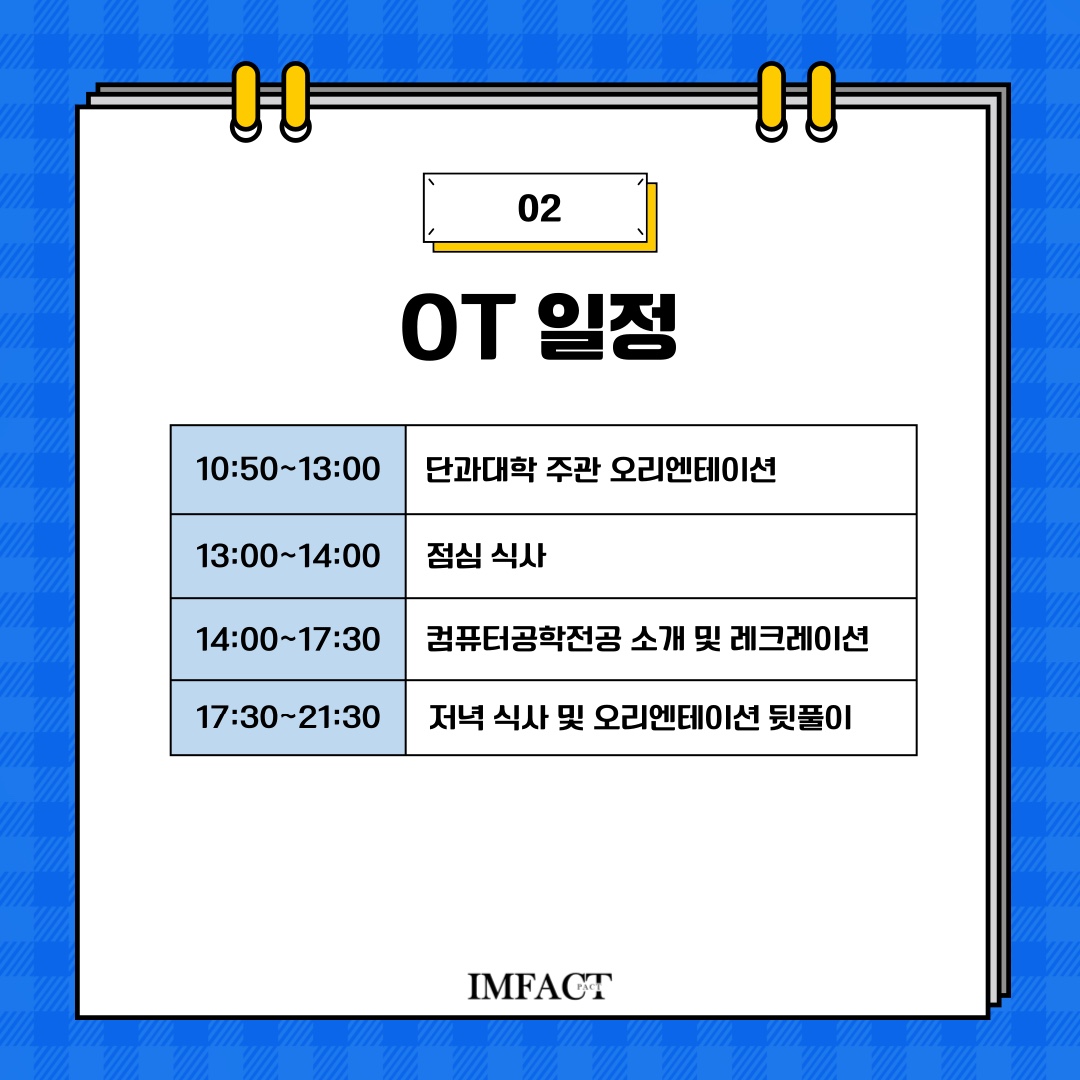 02
OT 일정
10:50~13:00 단과대학 주관 오리엔테이션
13:00~14:00 점심 식사
14:00~17:30 컴퓨터공학전공 소개 및 레크레이션
17:30~21:30 저녁 식사 및 오리엔테이션 뒷풀이
IMFACT
PACT